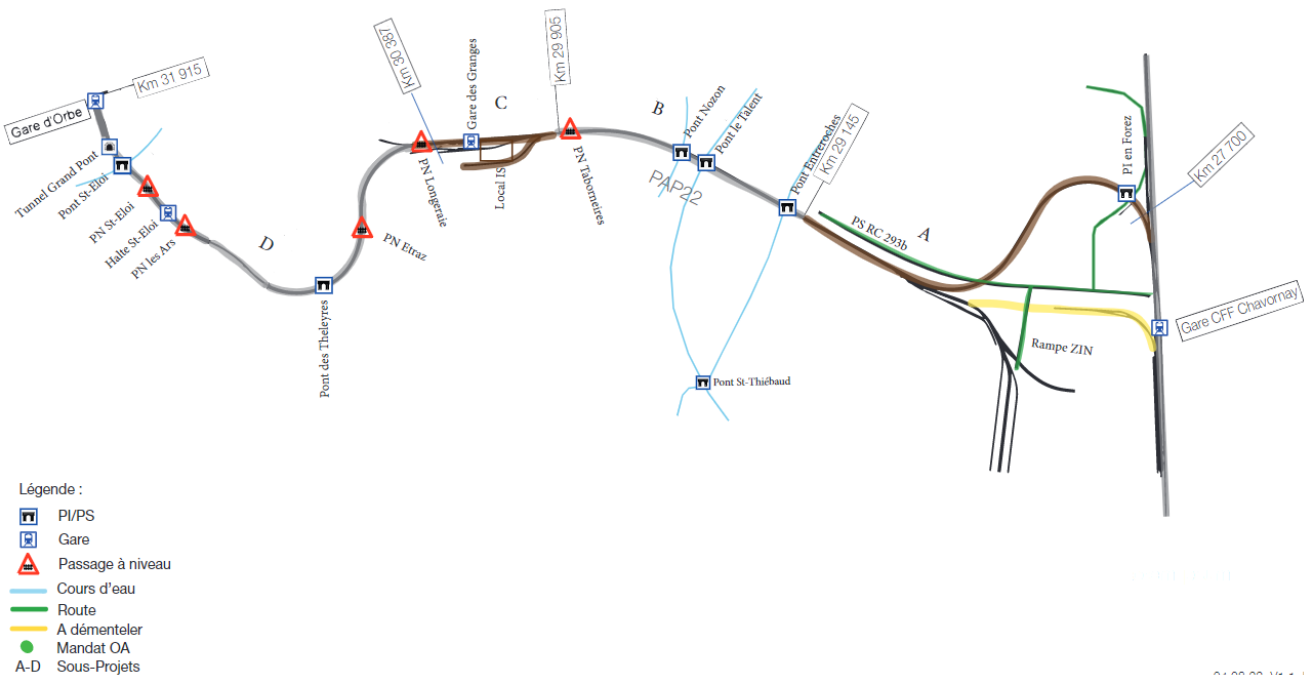 Km 31 915
Gare d'Orbe
Tunnel Grand Pont
Pont St-Eloi
PN St-Eloi
Halte St-Eloi
PN les Ars
D
Pont des Theleyres
PN Etraz
Km 30 387
PN Longeraie
Gare des Granges
C
Local IS
Km 29 905
PN Taborneires
B
Pont Nozon
Pont le Talent
PAP22
Pont Entreroches
Km 29 145
Pont St-Thiébaud
PS RC 293b
A
PI en Forez
Km 27 700
Gare CFF Chavornay
Rampe ZIN
Légende :
PI/PS
Gare
Passage à niveau
Cours d'eau
Route
A démenteler
Mandat OA
A-D Sous-Projets